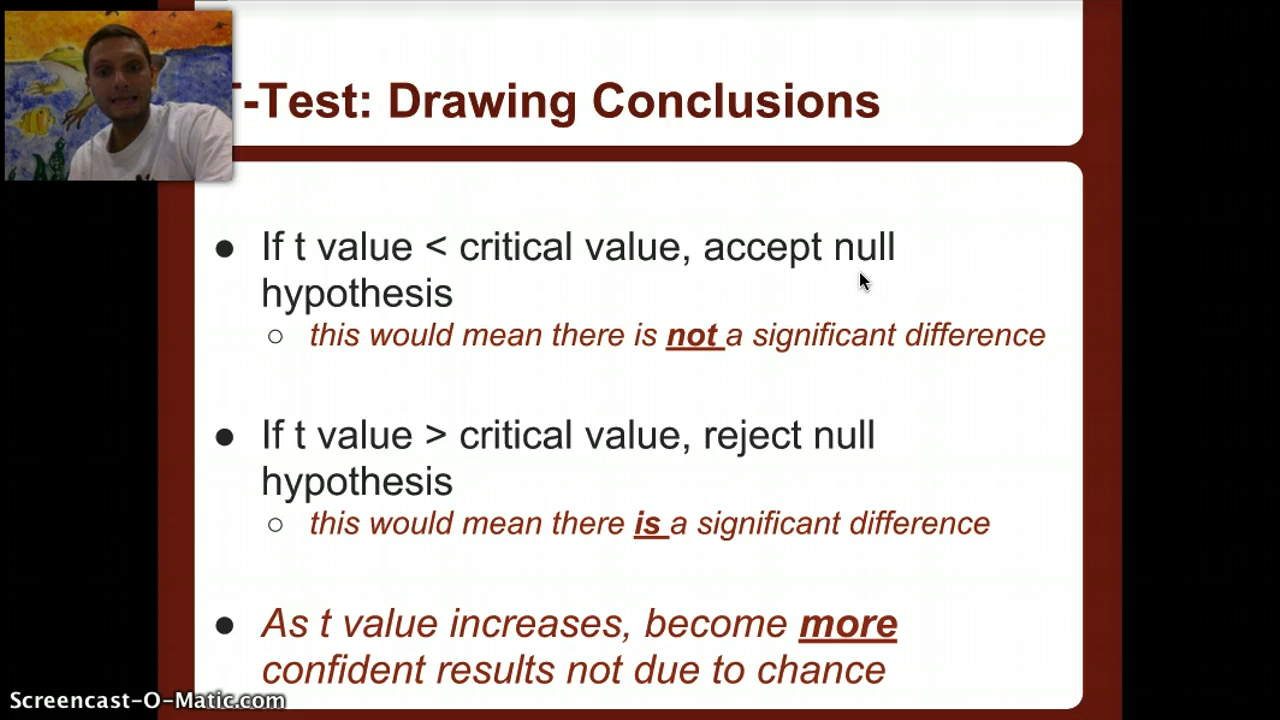 T-Test: Drawing Conclusions
● If t value < critical value, accept null
hypothesis
○ this would mean there is not a significant difference
● If t value > critical value, reject null
hypothesis
○ this would mean there is is a significant difference
● As t value increases, become more
confident results not due to chance
Screencast-O-Matic.com